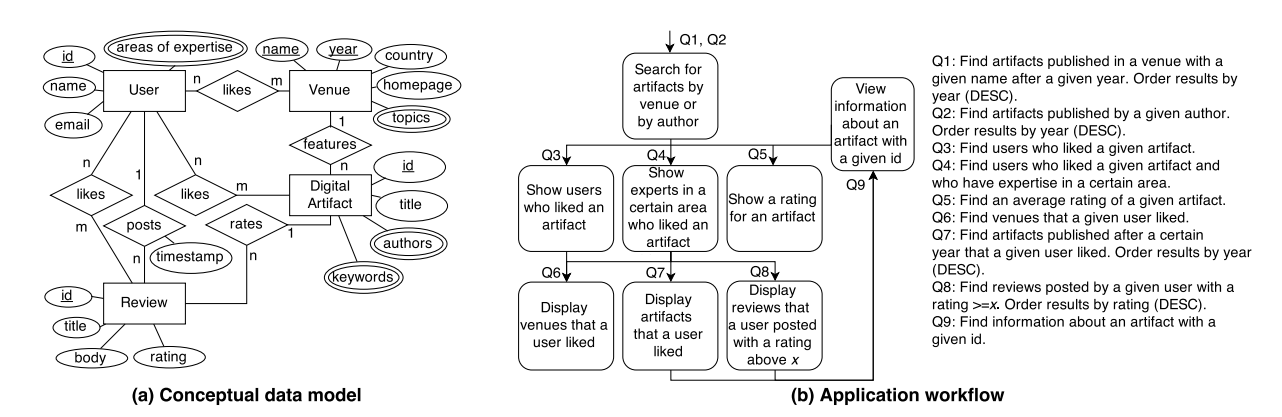 areas of expertise
id
name
email
User
n
likes
m
name
year
country
homepage
topics
Venue
1
features
n
id
title
authors
keywords
Digital
Artifact
n
likes
m
1
posts
timestamp
n
n
likes
m
rates
1
n
id
title
body
rating
Review
(a) Conceptual data model
Q1, Q2
Search for
artifacts by
venue or
by author
View
information
about an
artifact with
a given id
Q3
Q4
Q5
Q9
Show users
who liked an
artifact
Show
experts in a
certain area
who liked an
artifact
Show a rating
for an artifact
Q6
Q7
Q8
Display
venues that a
user liked
Display
artifacts
that a user
liked
Display
reviews that
a user posted
with a rating
above x
Q1: Find artifacts published in a venue with a
given name after a given year. Order results by
year (DESC).
Q2: Find artifacts published by a given author.
Order results by year (DESC).
Q3: Find users who liked a given artifact.
Q4: Find users who liked a given artifact and
who have expertise in a certain area.
Q5: Find an average rating of a given artifact.
Q6: Find venues that a given user liked.
Q7: Find artifacts published after a certain
year that a given user liked. Order results by year
(DESC).
Q8: Find reviews posted by a given user with a
rating >=x. Order results by rating (DESC).
Q9: Find information about an artifact with a
given id.
(b) Application workflow